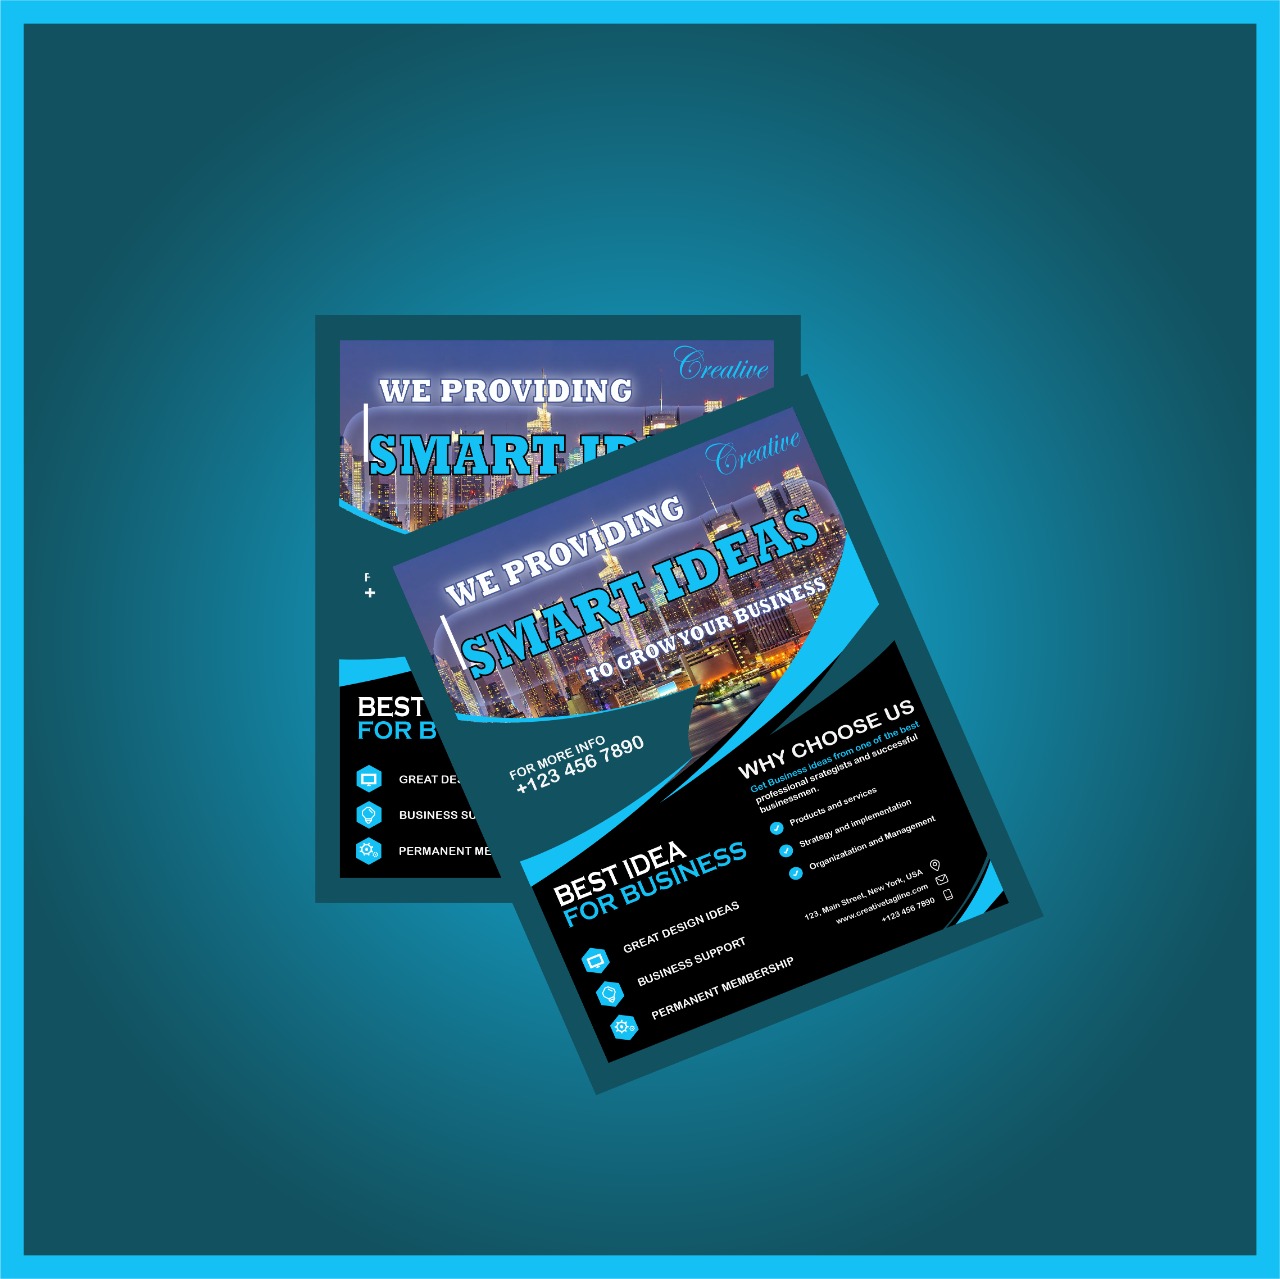 Creative
WE PROVIDING
SMART ID
F
+
BEST
FOR B
GREAT DES
BUSINESS SU
PERMANENT ME
Creative
WE PROVIDING
SMART IDEAS
TO GROW YOUR BUSINESS
FOR MORE INFO
+123 456 7890
WHY CHOOSE US
Get Business ideas from one of the best
professional srategists and successful
businessmen.
Products and services
Strategy and implementation
Organizatation and Management
BEST IDEA
FOR BUSINESS
GREAT DESIGN IDEAS
BUSINESS SUPPORT
PERMANENT MEMBERSHIP
123, Main Street, New York, USA
www.creativetagline.com
+123 456 7890